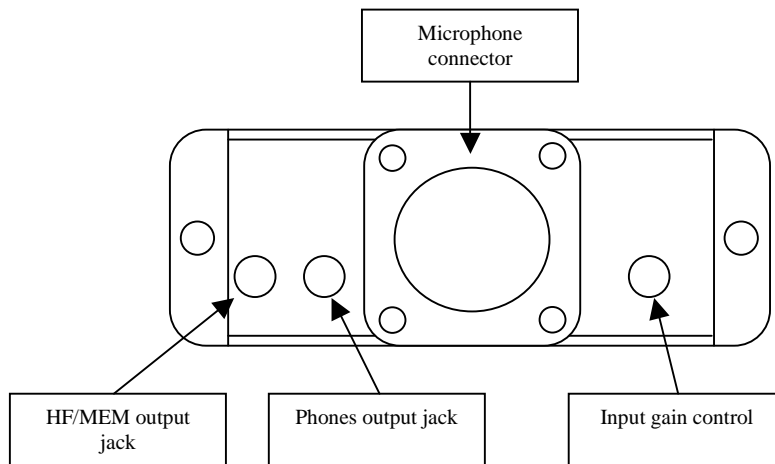 Microphone
connector
HF/MEM output
jack
Phones output jack
Input gain control